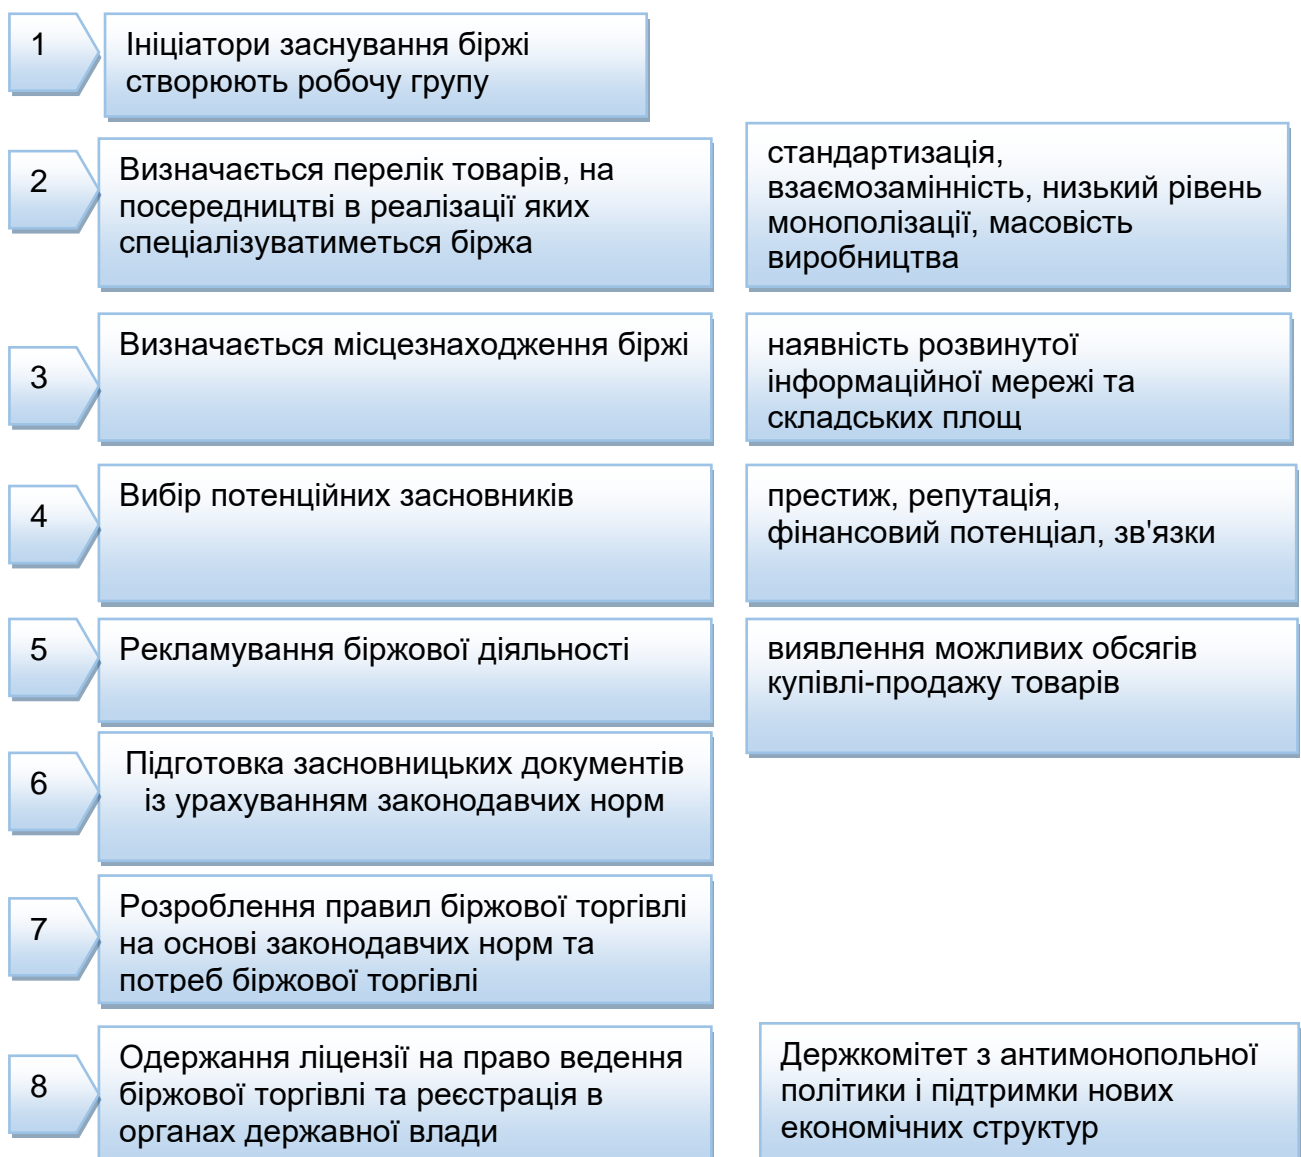 1
Ініціатори заснування біржі
створюють робочу групу
2
Визначається перелік товарів, на
посередництві в реалізації яких
спеціалізуватиметься біржа
стандартизація,
взаємозамінність, низький рівень
монополізації, масовість
виробництва
3
Визначається місцезнаходження біржі
наявність розвинутої
інформаційної мережі та
складських площ
4
Вибір потенційних засновників
престиж, репутація,
фінансовий потенціал, зв'язки
5
Рекламування біржової діяльності
виявлення можливих обсягів
купівлі-продажу товарів
6
Підготовка засновницьких документів
із урахуванням законодавчих норм
7
Розроблення правил біржової торгівлі
на основі законодавчих норм та
потреб біржової торгівлі
8
Одержання ліцензії на право ведення
біржової торгівлі та реєстрація в
органах державної влади
Держкомітет з антимонопольної
політики і підтримки нових
економічних структур